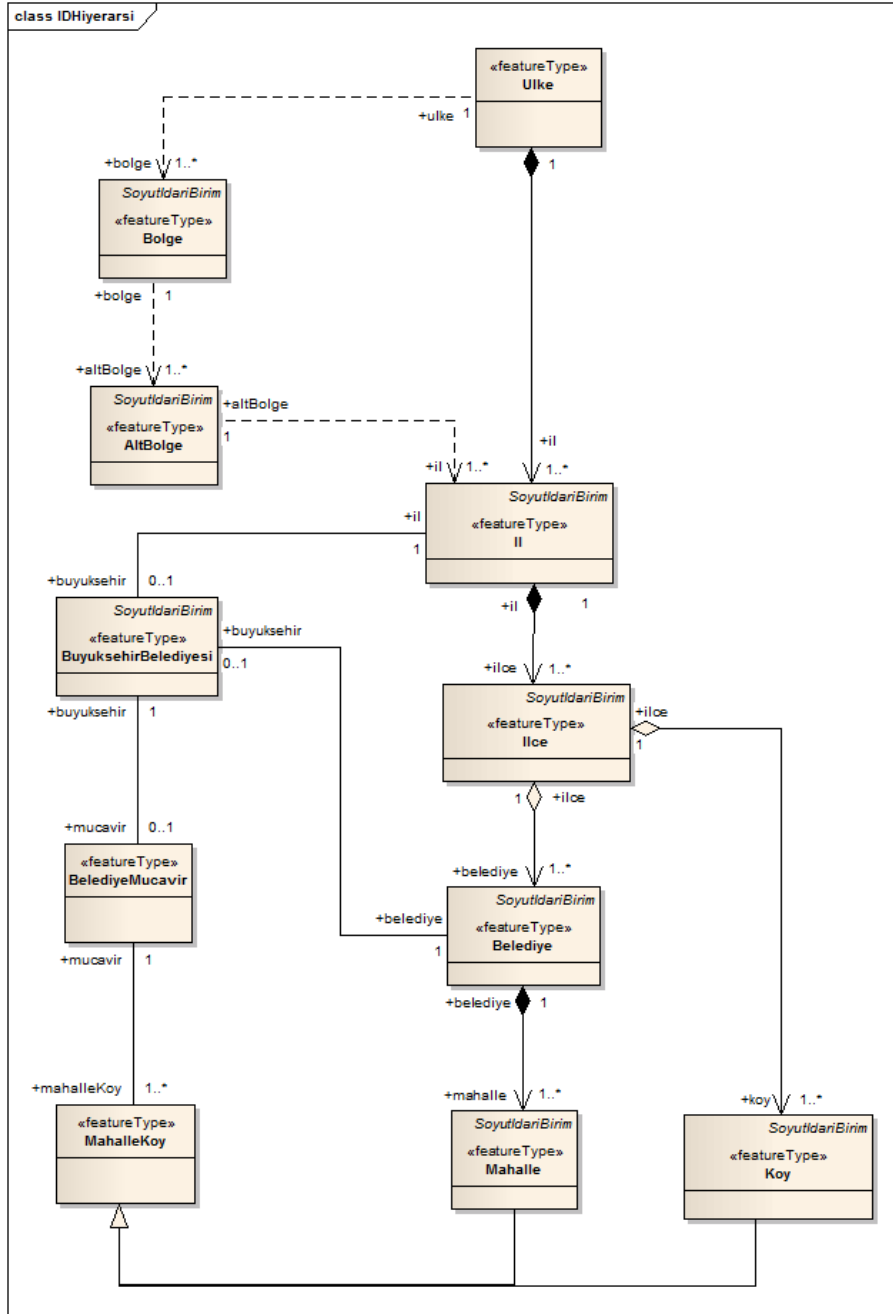 class IDHiyerarsi
«featureType»
Ulke
+ulke
1
1
+bolge
1..*
SoyutIdariBirim
«featureType»
Bolge
+bolge
1
+altBolge
1..*
SoyutIdariBirim
«featureType»
AltBolge
+altBolge
1
+il
1..*
+il
1..*
SoyutIdariBirim
«featureType»
Il
+il
1
+il
1
+buyuksehir
0..1
SoyutIdariBirim
«featureType»
BuyuksehirBelediyesi
+buyuksehir
0..1
+buyuksehir
1
+ilce
1..*
SoyutIdariBirim
«featureType»
Ilce
+ilce
1
1
+ilce
+mucavir
0..1
«featureType»
BelediyeMucavir
+mucavir
1
+belediye
1..*
SoyutIdariBirim
«featureType»
Belediye
+belediye
1
+belediye
1
+mahalleKoy
1..*
«featureType»
MahalleKoy
+mahalle
1..*
SoyutIdariBirim
«featureType»
Mahalle
+koy
1..*
SoyutIdariBirim
«featureType»
Koy